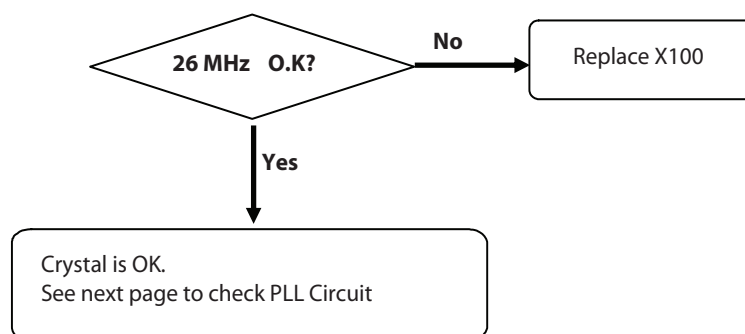 26 MHz O.K?
No
Replace X100
Yes
Crystal is OK.
See next page to check PLL Circuit